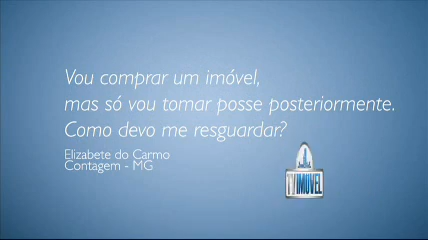 Vou comprar um imóvel,
mas só vou tomar posse posteriormente.
Como devo me resguardar?
Elizabete do Carmo
Contagem - MG
TV IMÓVEL